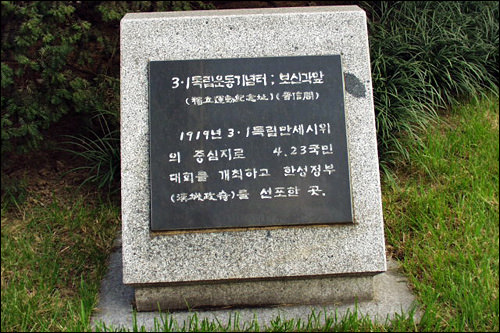 3·1독립운동기념터 ; 보신각앞
(獨立運動紀念址) (普信閣)
1919년 3·1독립만세시위
의 중심지로 4.23국민
대회를 개최하고 한성정부
(漢城政府)를 선포한 곳.